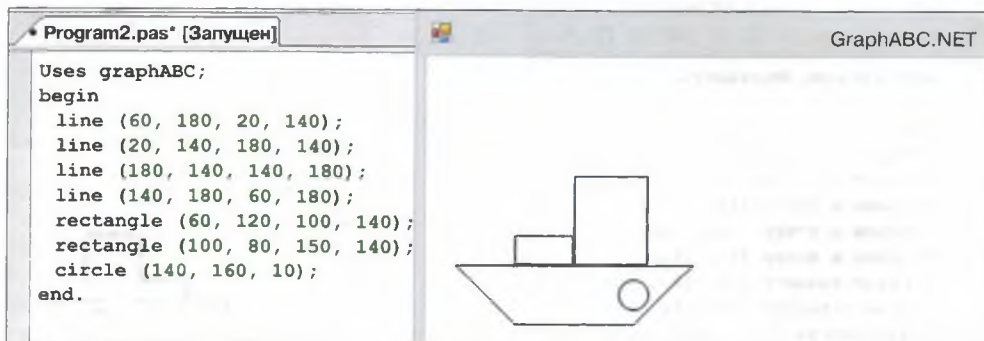 Program2.pas* [Запущен]
GraphABC.NET
Uses graphABC;
begin
line (60, 180, 20, 140);
line (20, 140, 180, 140);
line (180, 140, 140, 180);
line (140, 180, 60, 180);
rectangle (60, 120, 100, 140);
rectangle (100, 80, 150, 140);
circle (140, 160, 10);
end.